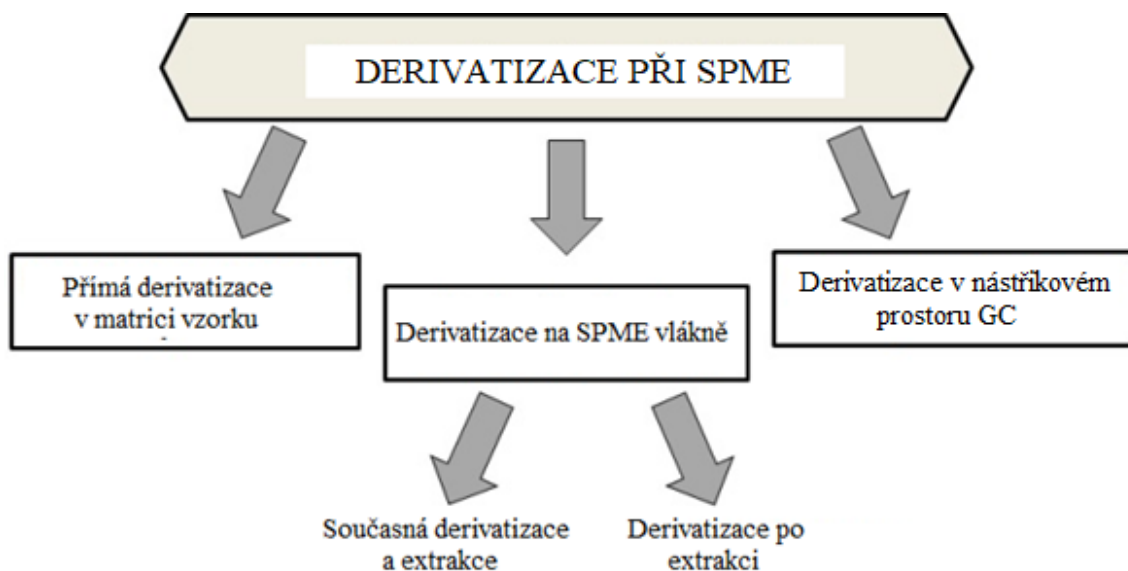 DERIVATIZACE PŘI SPME
Přímá derivatizace
v matrici vzorku
Derivatizace na SPME vlákně
Derivatizace v nástřikovém
prostoru GC
Současná derivatizace
a extrakce
Derivatizace po
extrakci